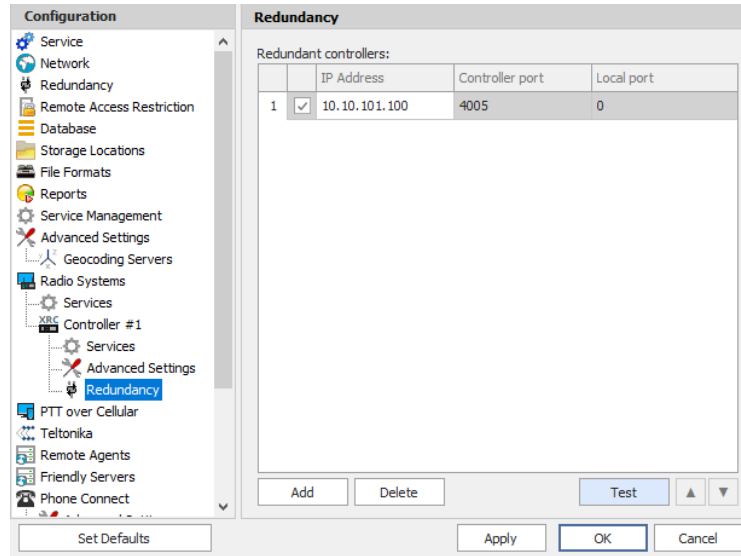 Configuration
Service
Network
Redundancy
Remote Access Restriction
Database
Storage Locations
File Formats
Reports
Service Management
Advanced Settings
Geocoding Servers
Radio Systems
Services
XRC Controller #1
Services
Advanced Settings
Redundancy
PTT over Cellular
Teltonika
Remote Agents
Friendly Servers
Phone Connect
Set Defaults
Redundancy
Redundant controllers:
IP Address Controller port Local port
1 10.10.101.100 4005 0
Add Delete Test
Apply OK Cancel